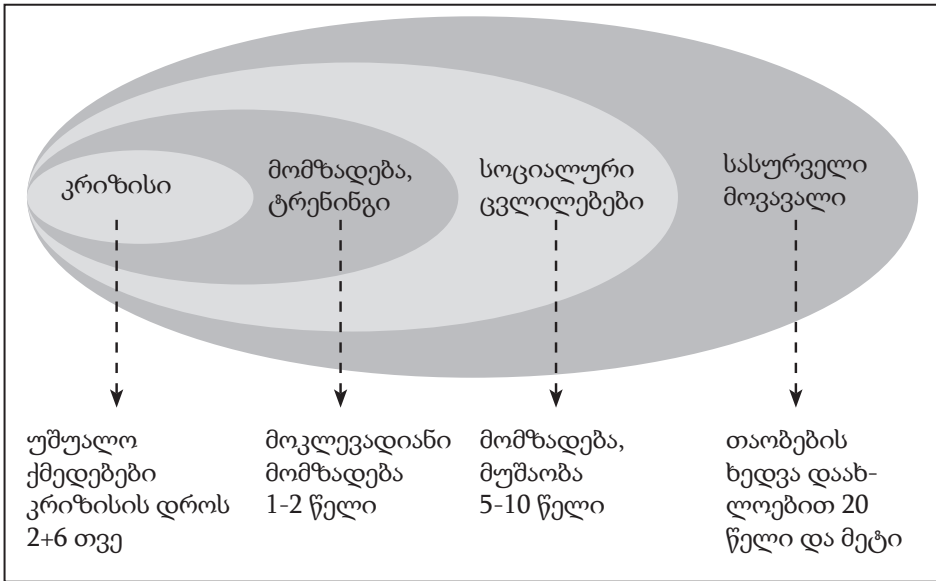 კრიზისი
მომზადება,
ტრენინგი
სოციალური
ცვლილებები
სასურველი
მოვავალი
უშუალო
ქმედებები
კრიზისის დროს
2+6 თვე
მოკლევადიანი
მომზადება
1-2 წელი
მომზადება,
მუშაობა
5-10 წელი
თაობების
ხედვა დაახ-
ლოებით 20
წელი და მეტი